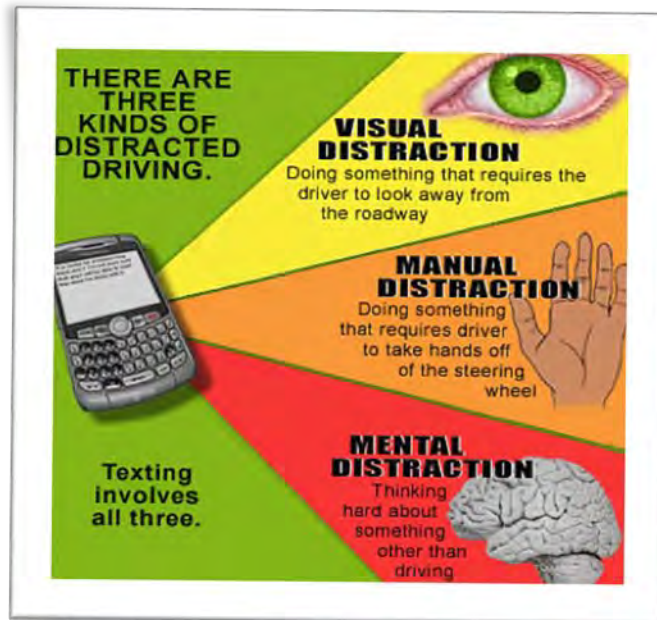 THERE ARE
THREE
KINDS OF
DISTRACTED
DRIVING.
VISUAL
DISTRACTION
Doing something that requires the
driver to look away from
the roadway
MANUAL
DISTRACTION
Doing something
that requires driver
to take hands off
of the steering
wheel
MENTAL
DISTRACTION
Thinking
hard about
something
other than
driving
Texting
involves
all three.